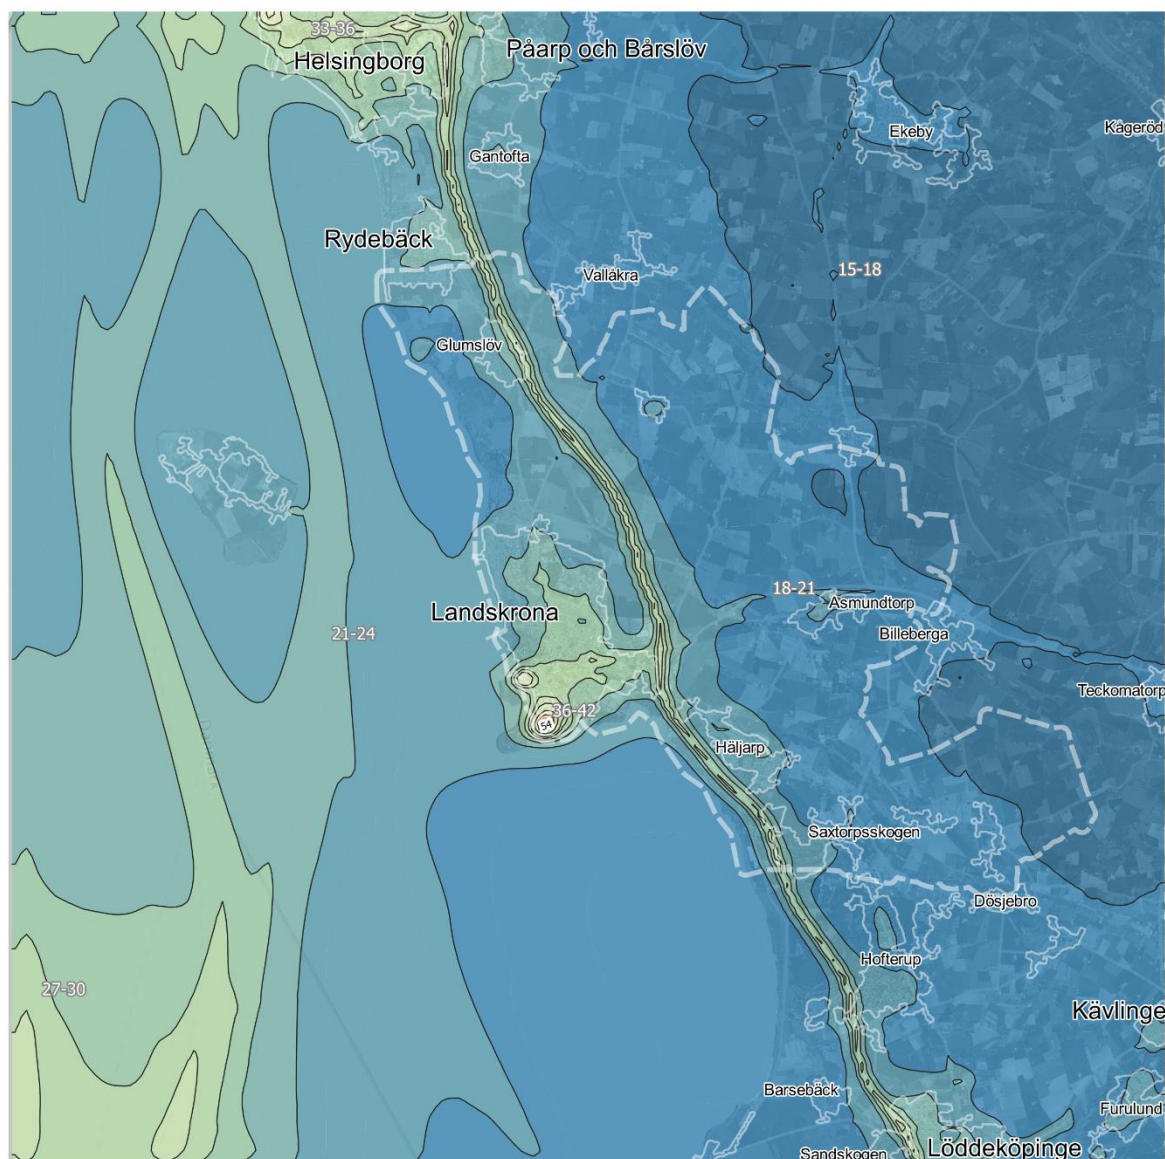 33-36
Helsingborg
Påarp och Bårslöv
Ekeby
Kågeröd
Gantofta
Rydebäck
Vallåkra
15-18
Glumslöv
18-21
Asmundtorp
Landskrona
21-24
Billeberga
Teckomatorp
36-42
54
Häljarp
Saxtorpsskogen
Dösjebro
Hofterup
27-30
Kävlinge
Barsebäck
Furulund
Löddeköpinge
Sandskogen